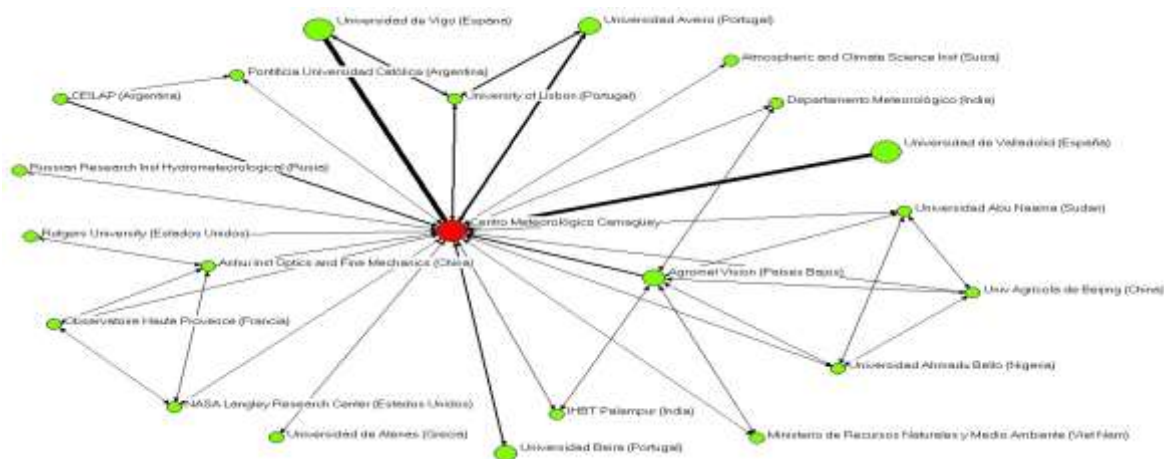 Universidad de Vigo (España)
Universidad Aveiro (Portugal)
Atmospheric and Climate Science Inst (Suiza)
Pontificia Universidad Católica (Argentina)
CEILAP (Argentina)
University of Lisbon (Portugal)
Departamento Meteorológico (India)
Universidad de Valladolid (España)
Russian Research Inst Hydrometeorological (Rusia)
Universidad Abu Naama (Sudan)
Centro Meteorológico Camagüey
Rutgers University (Estados Unidos)
Anhui Inst Optics and Fine Mechanics (China)
Agromet Vision (Países Bajos)
Univ Agrícola de Beijing (China)
Observatoire Haute Provesce (Francia)
Universidad Ahmadu Bello (Nigeria)
NASA Langley Research Center (Estados Unidos)
IHBT Palampur (India)
Universidad de Atenas (Grecia)
Universidad Beira (Portugal)
Ministerio de Recursos Naturales y Medio Ambiente (Viet Nam)